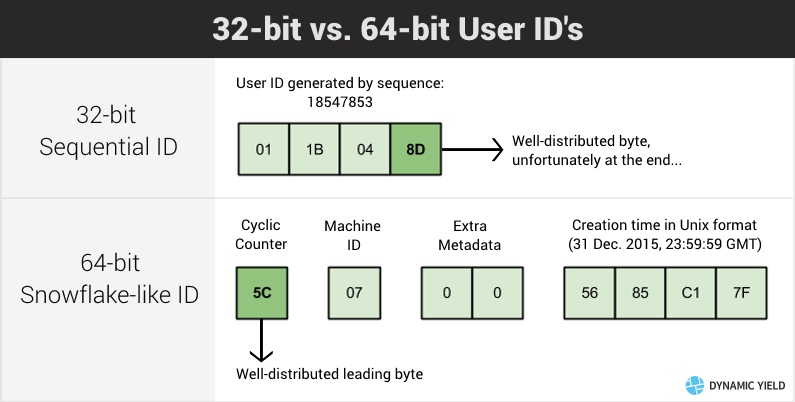 32-bit vs. 64-bit User ID's
32-bit
Sequential ID
User ID generated by sequence:
18547853
01 1B 04 8D
Well-distributed byte,
unfortunately at the end...
64-bit
Snowflake-like ID
Cyclic
Counter
Machine
ID
Extra
Metadata
Creation time in Unix format
(31 Dec. 2015, 23:59:59 GMT)
5C 07 0 0 56 85 C1 7F
Well-distributed leading byte
DYNAMIC YIELD